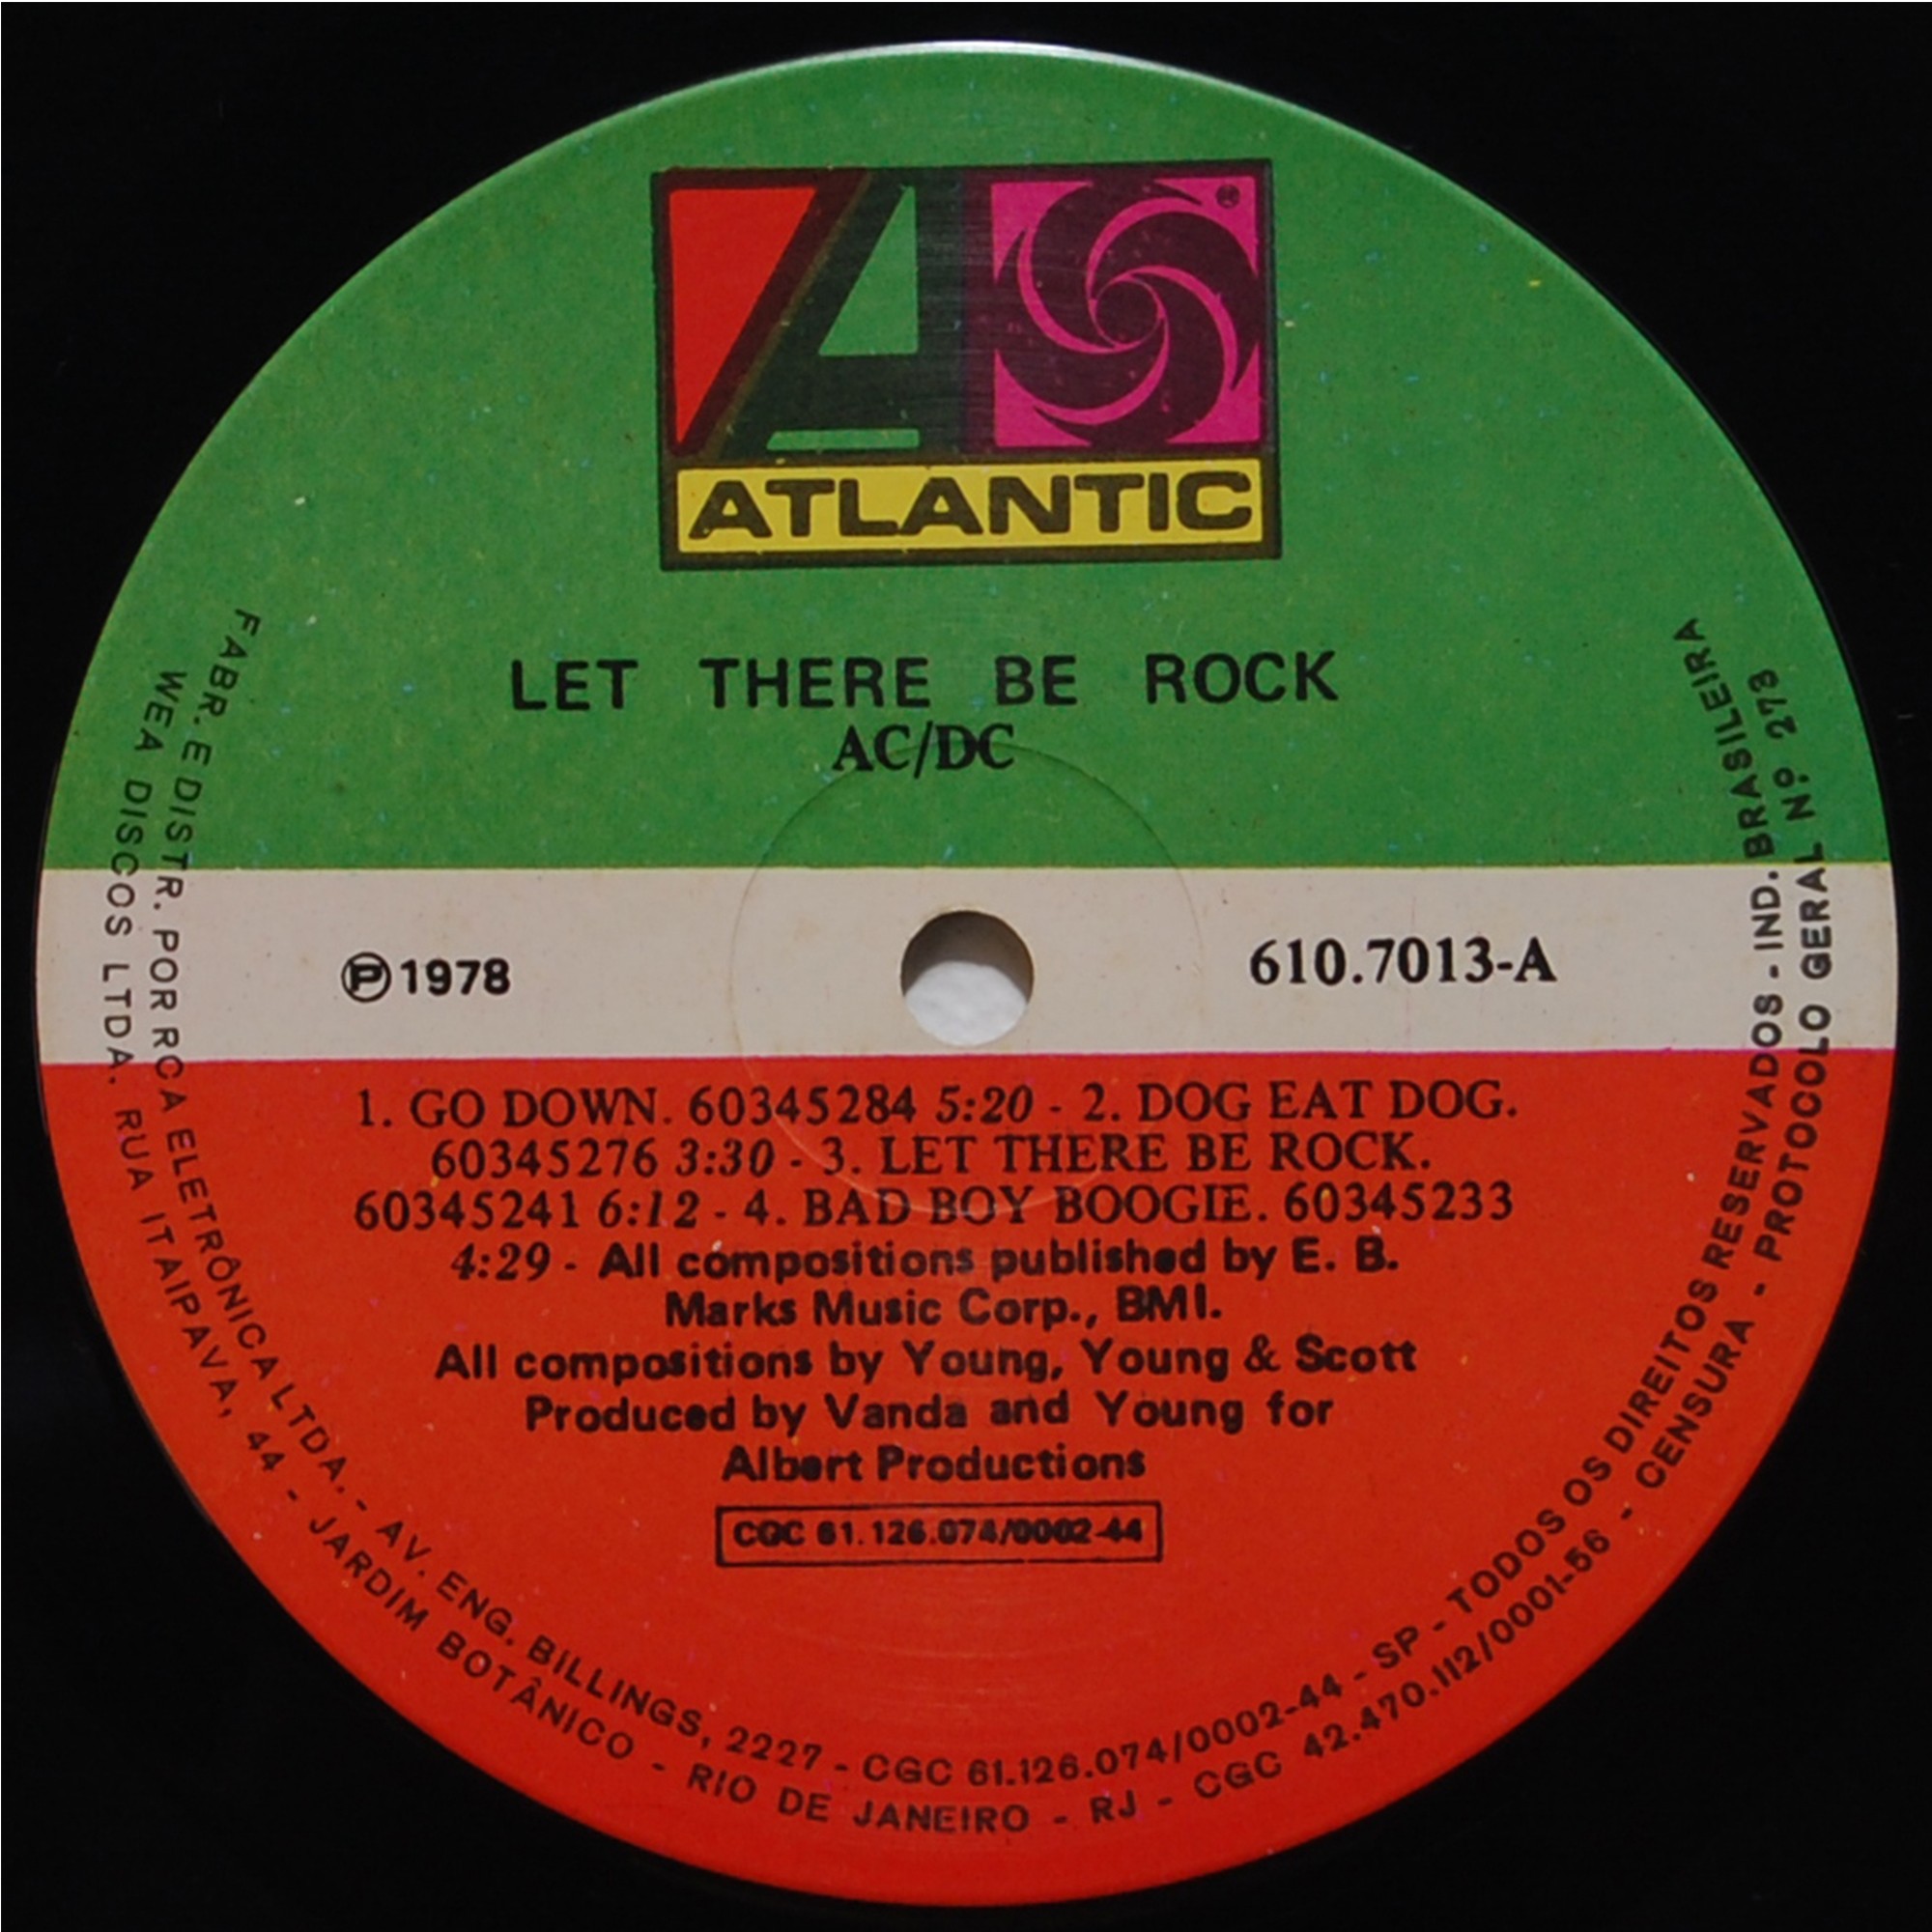 ATLANTIC
LET THERE BE ROCK
AC/DC
℗1978
610.7013-A
1. GO DOWN. 60345284 5:20 - 2. DOG EAT DOG.
60345276 3:30 - 3. LET THERE BE ROCK.
60345241 6:12 - 4. BAD BOY BOOGIE. 60345233
4:29 - All compositions published by E. B.
Marks Music Corp., BMI.
All compositions by Young, Young & Scott
Produced by Vanda and Young for
Albert Productions
CGC 61.126.074/0002-44
FABR. E DISTR. POR RCA ELETRÔNICA LTDA. - AV. ENG. BILLINGS, 2227 - CGC 61.126.074/0002-44 - SP - TODOS OS DIREITOS RESERVADOS - IND. BRASILEIRA
WEA DISCOS LTDA. RUA ITAIPAVA, 44 - JARDIM BOTÂNICO - RIO DE JANEIRO - RJ - CGC 42.470.112/0001-56 - CENSURA - PROTOCOLO GERAL Nº 273